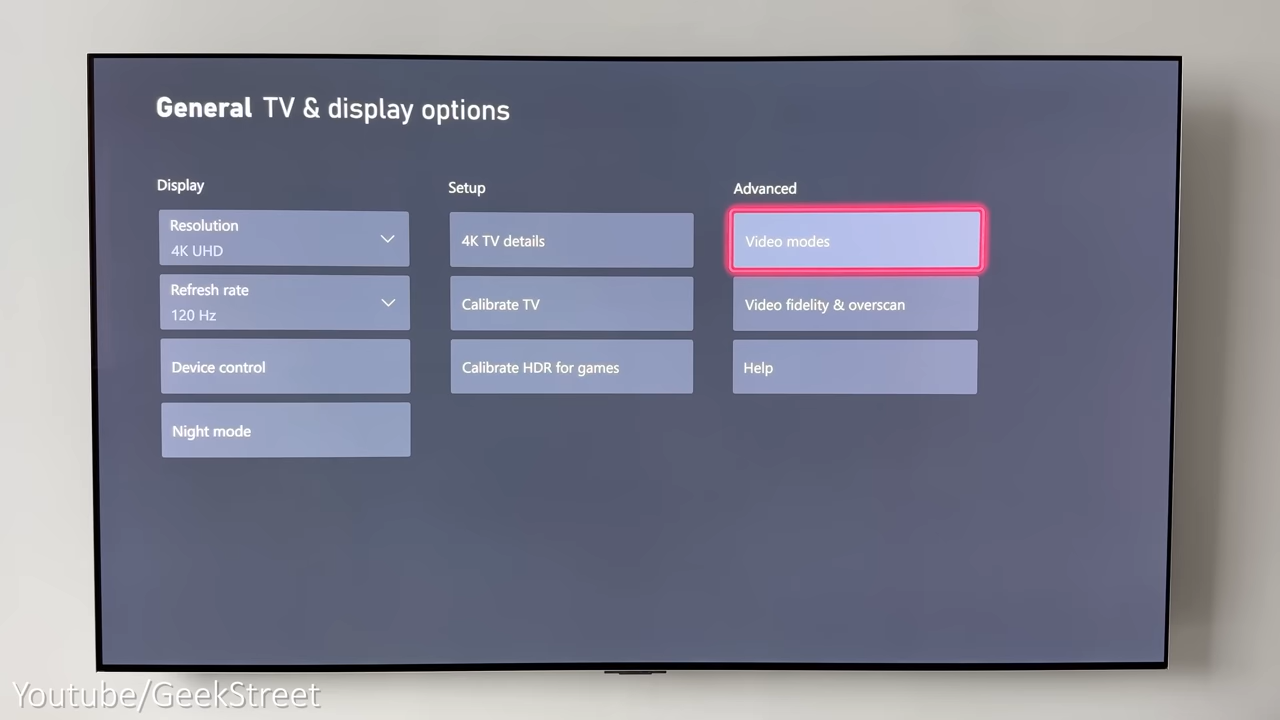 General TV & display options
Display
Resolution
4K UHD
Refresh rate
120 Hz
Device control
Night mode
Setup
4K TV details
Calibrate TV
Calibrate HDR for games
Advanced
Video modes
Video fidelity & overscan
Help
Youtube/GeekStreet